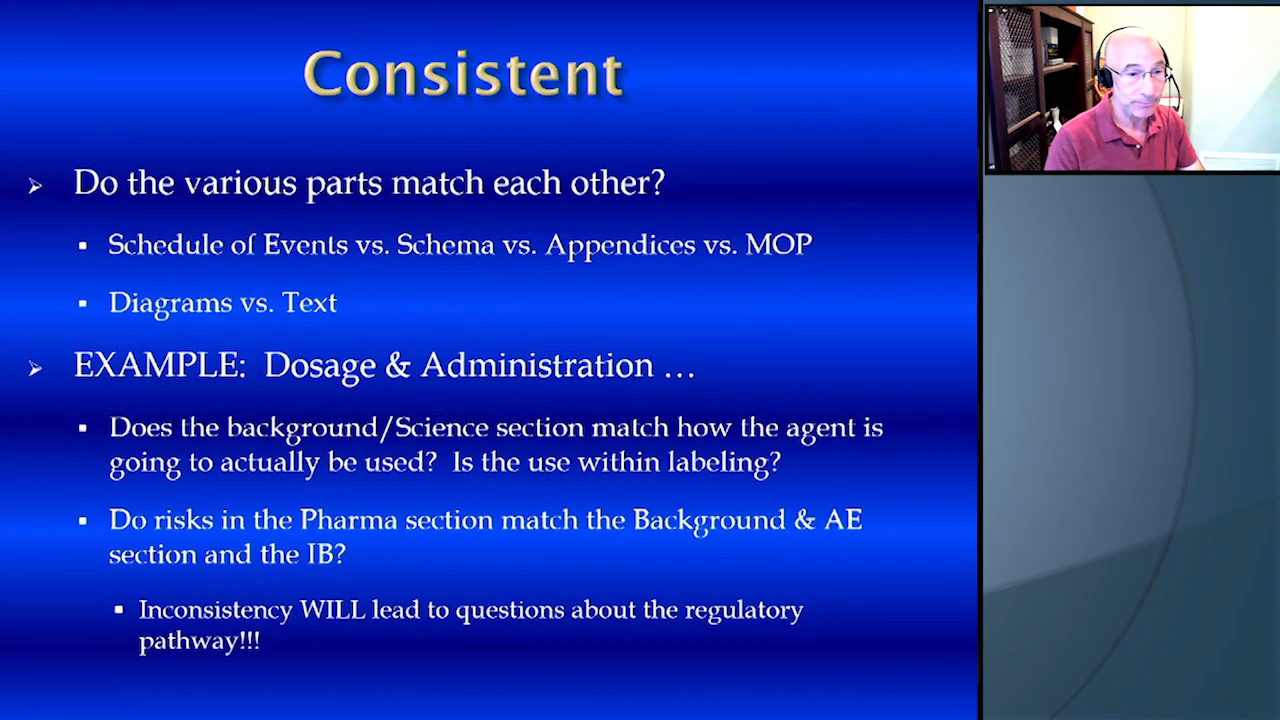 Consistent
Do the various parts match each other?
Schedule of Events vs. Schema vs. Appendices vs. MOP
Diagrams vs. Text
EXAMPLE: Dosage & Administration …
Does the background/Science section match how the agent is
going to actually be used? Is the use within labeling?
Do risks in the Pharma section match the Background & AE
section and the IB?
Inconsistency WILL lead to questions about the regulatory
pathway!!!